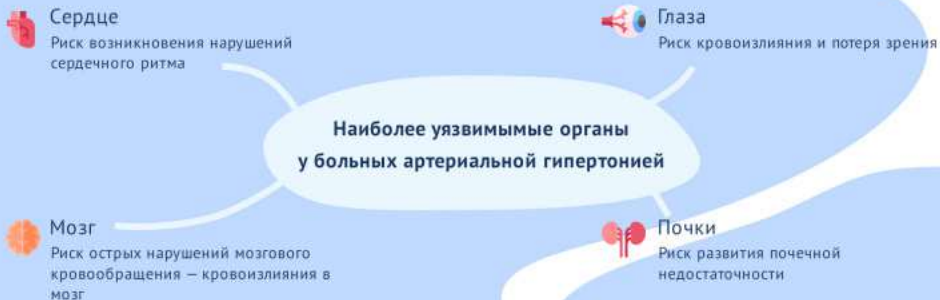 Сердце
Риск возникновения нарушений
сердечного ритма
Глаза
Риск кровоизлияния и потеря зрения
Наиболее уязвимымые органы
у больных артериальной гипертонией
Мозг
Риск острых нарушений мозгового
кровообращения — кровоизлияния в
мозг
Почки
Риск развития почечной
недостаточности